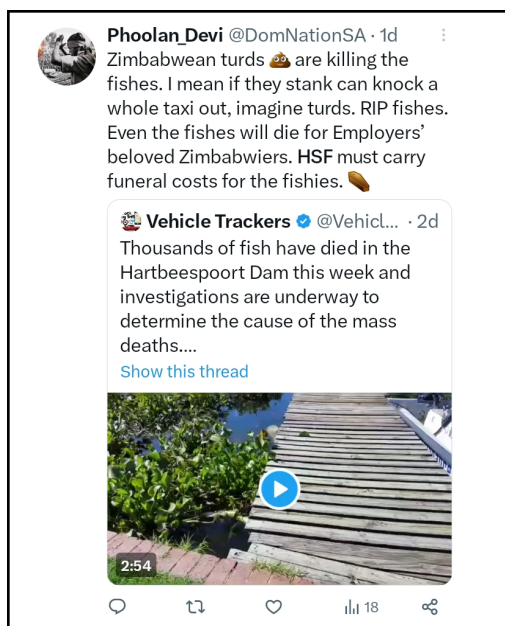 Phoolan_Devi @DomNationSA · 1d
Zimbabwean turds 💩 are killing the
fishes. I mean if they stank can knock a
whole taxi out, imagine turds. RIP fishes.
Even the fishes will die for Employers’
beloved Zimbabwiers. HSF must carry
funeral costs for the fishies. ⚰️
Vehicle Trackers @Vehicl... · 2d
Thousands of fish have died in the
Hartbeespoort Dam this week and
investigations are underway to
determine the cause of the mass
deaths....
Show this thread
2:54
18